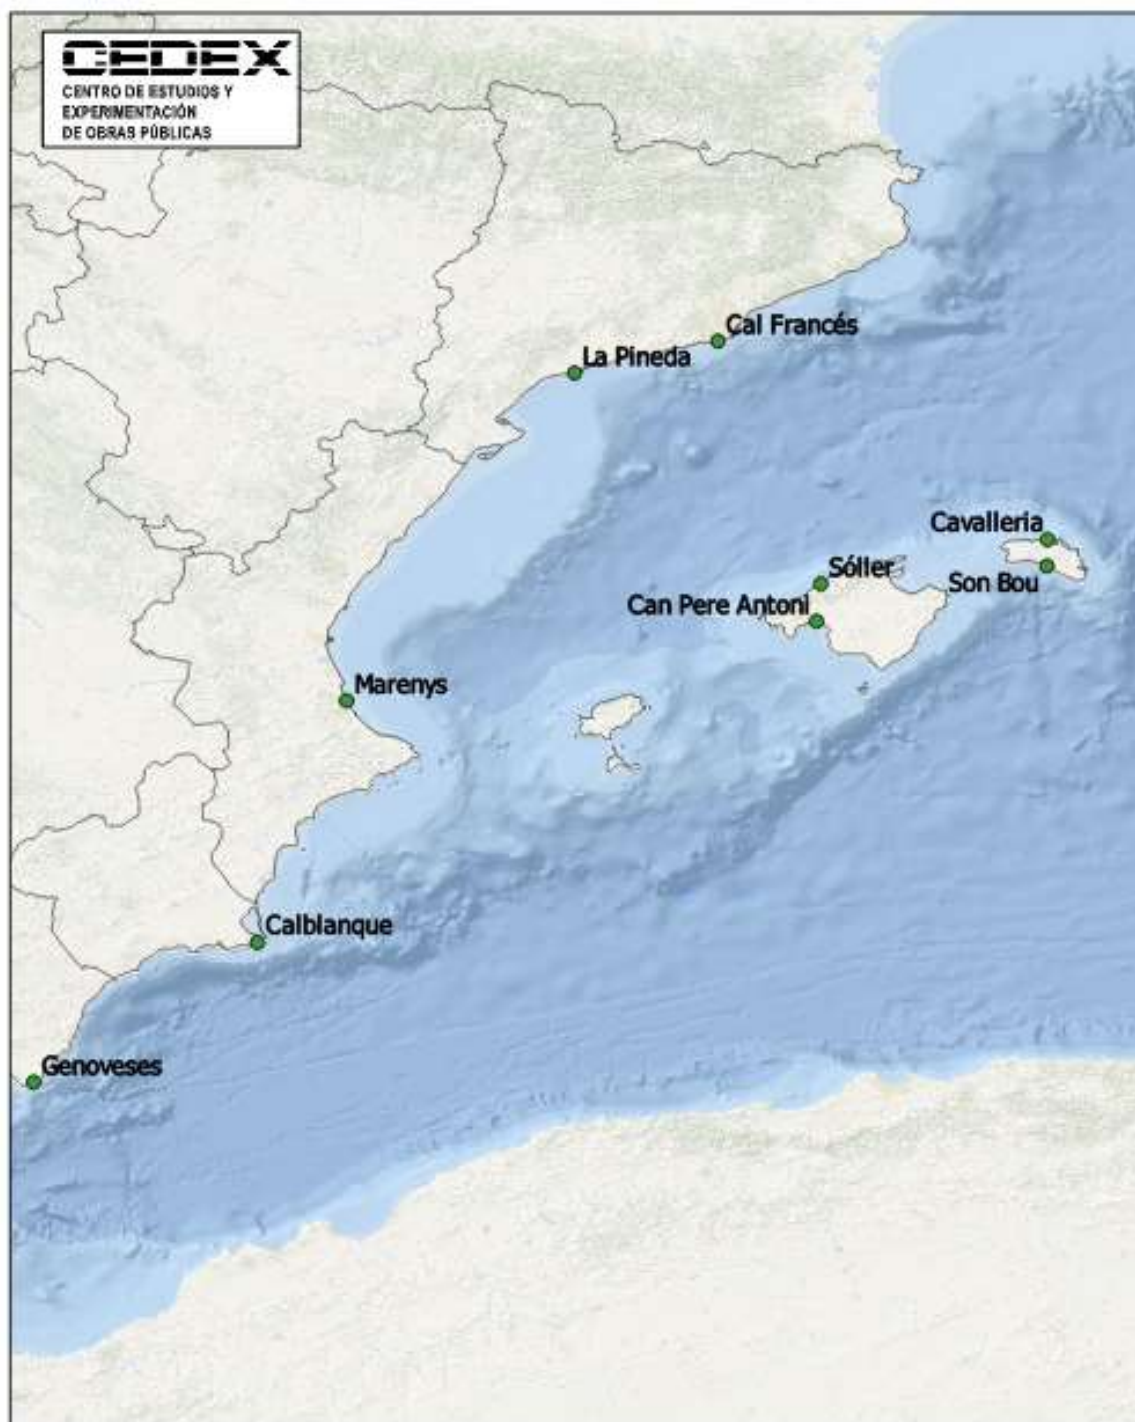 CEDEX
CENTRO DE ESTUDIOS Y
EXPERIMENTACIÓN
DE OBRAS PÚBLICAS
Cal Francés
La Pineda
Cavalleria
Sóller
Son Bou
Can Pere Antoni
Marenys
Calblanque
Genoveses